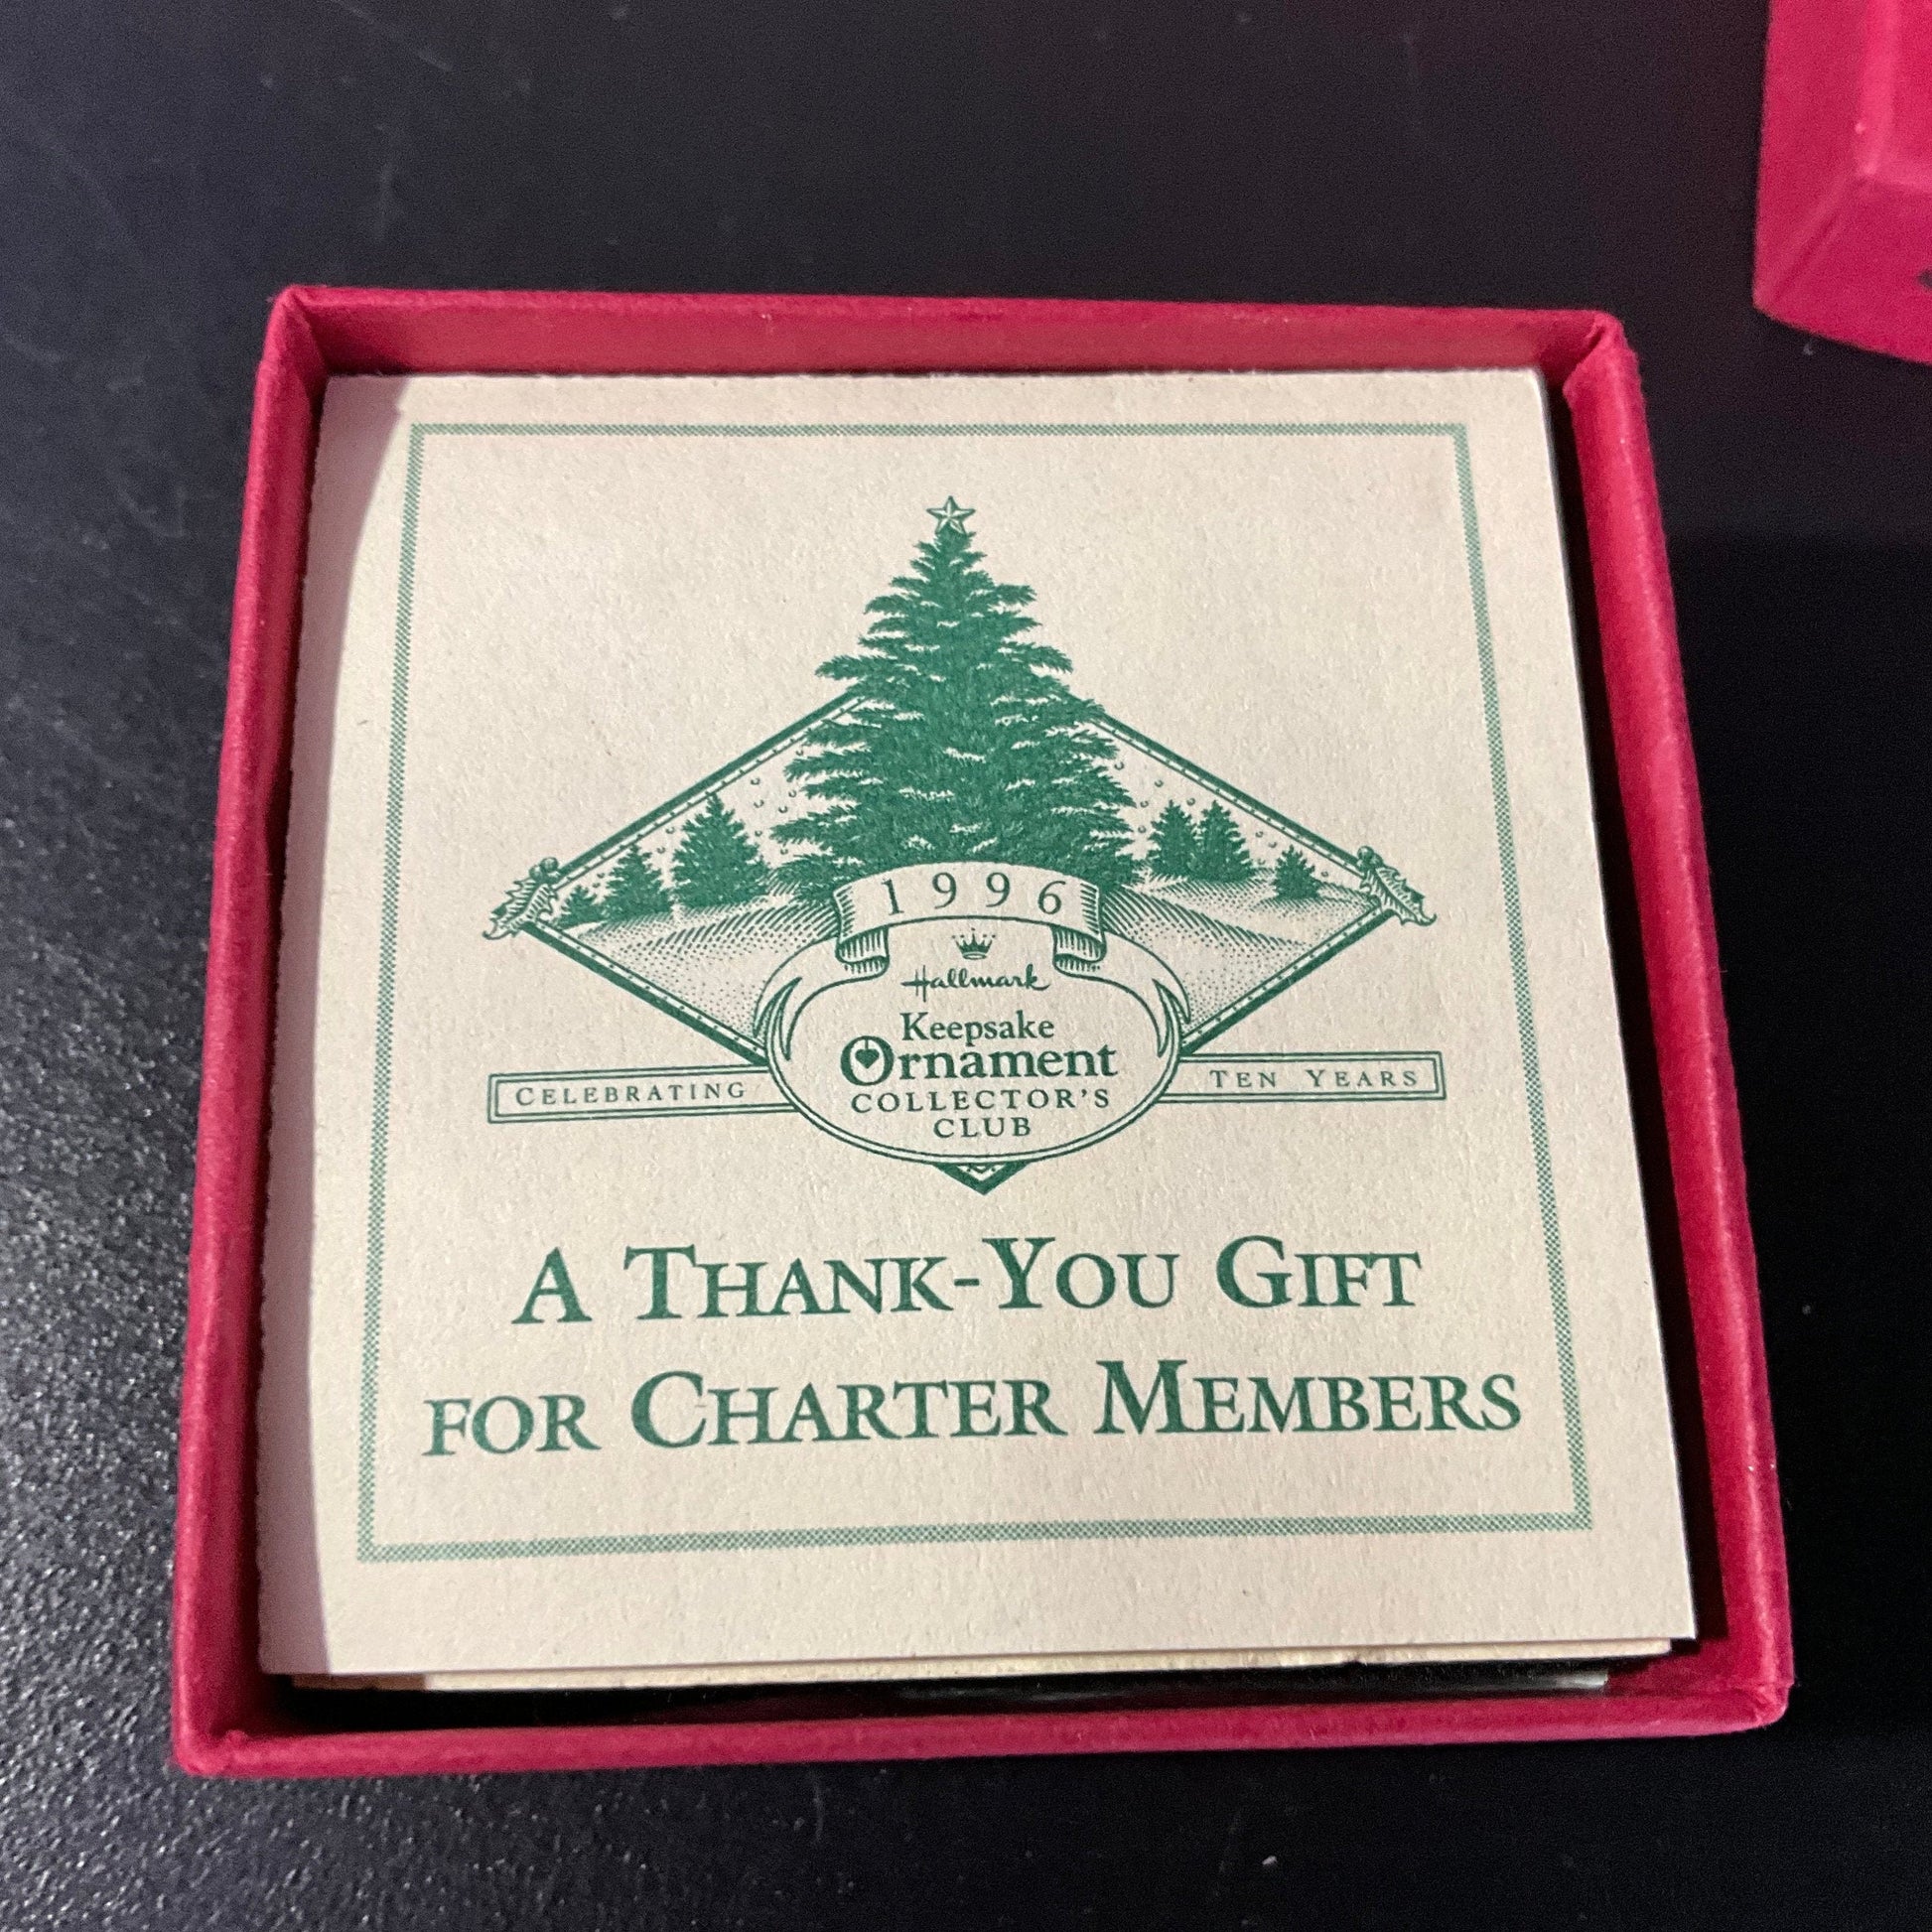 1996
Hallmark
Keepsake
Ornament
COLLECTOR'S
CLUB
CELEBRATING TEN YEARS
A THANK-YOU GIFT
FOR CHARTER MEMBERS